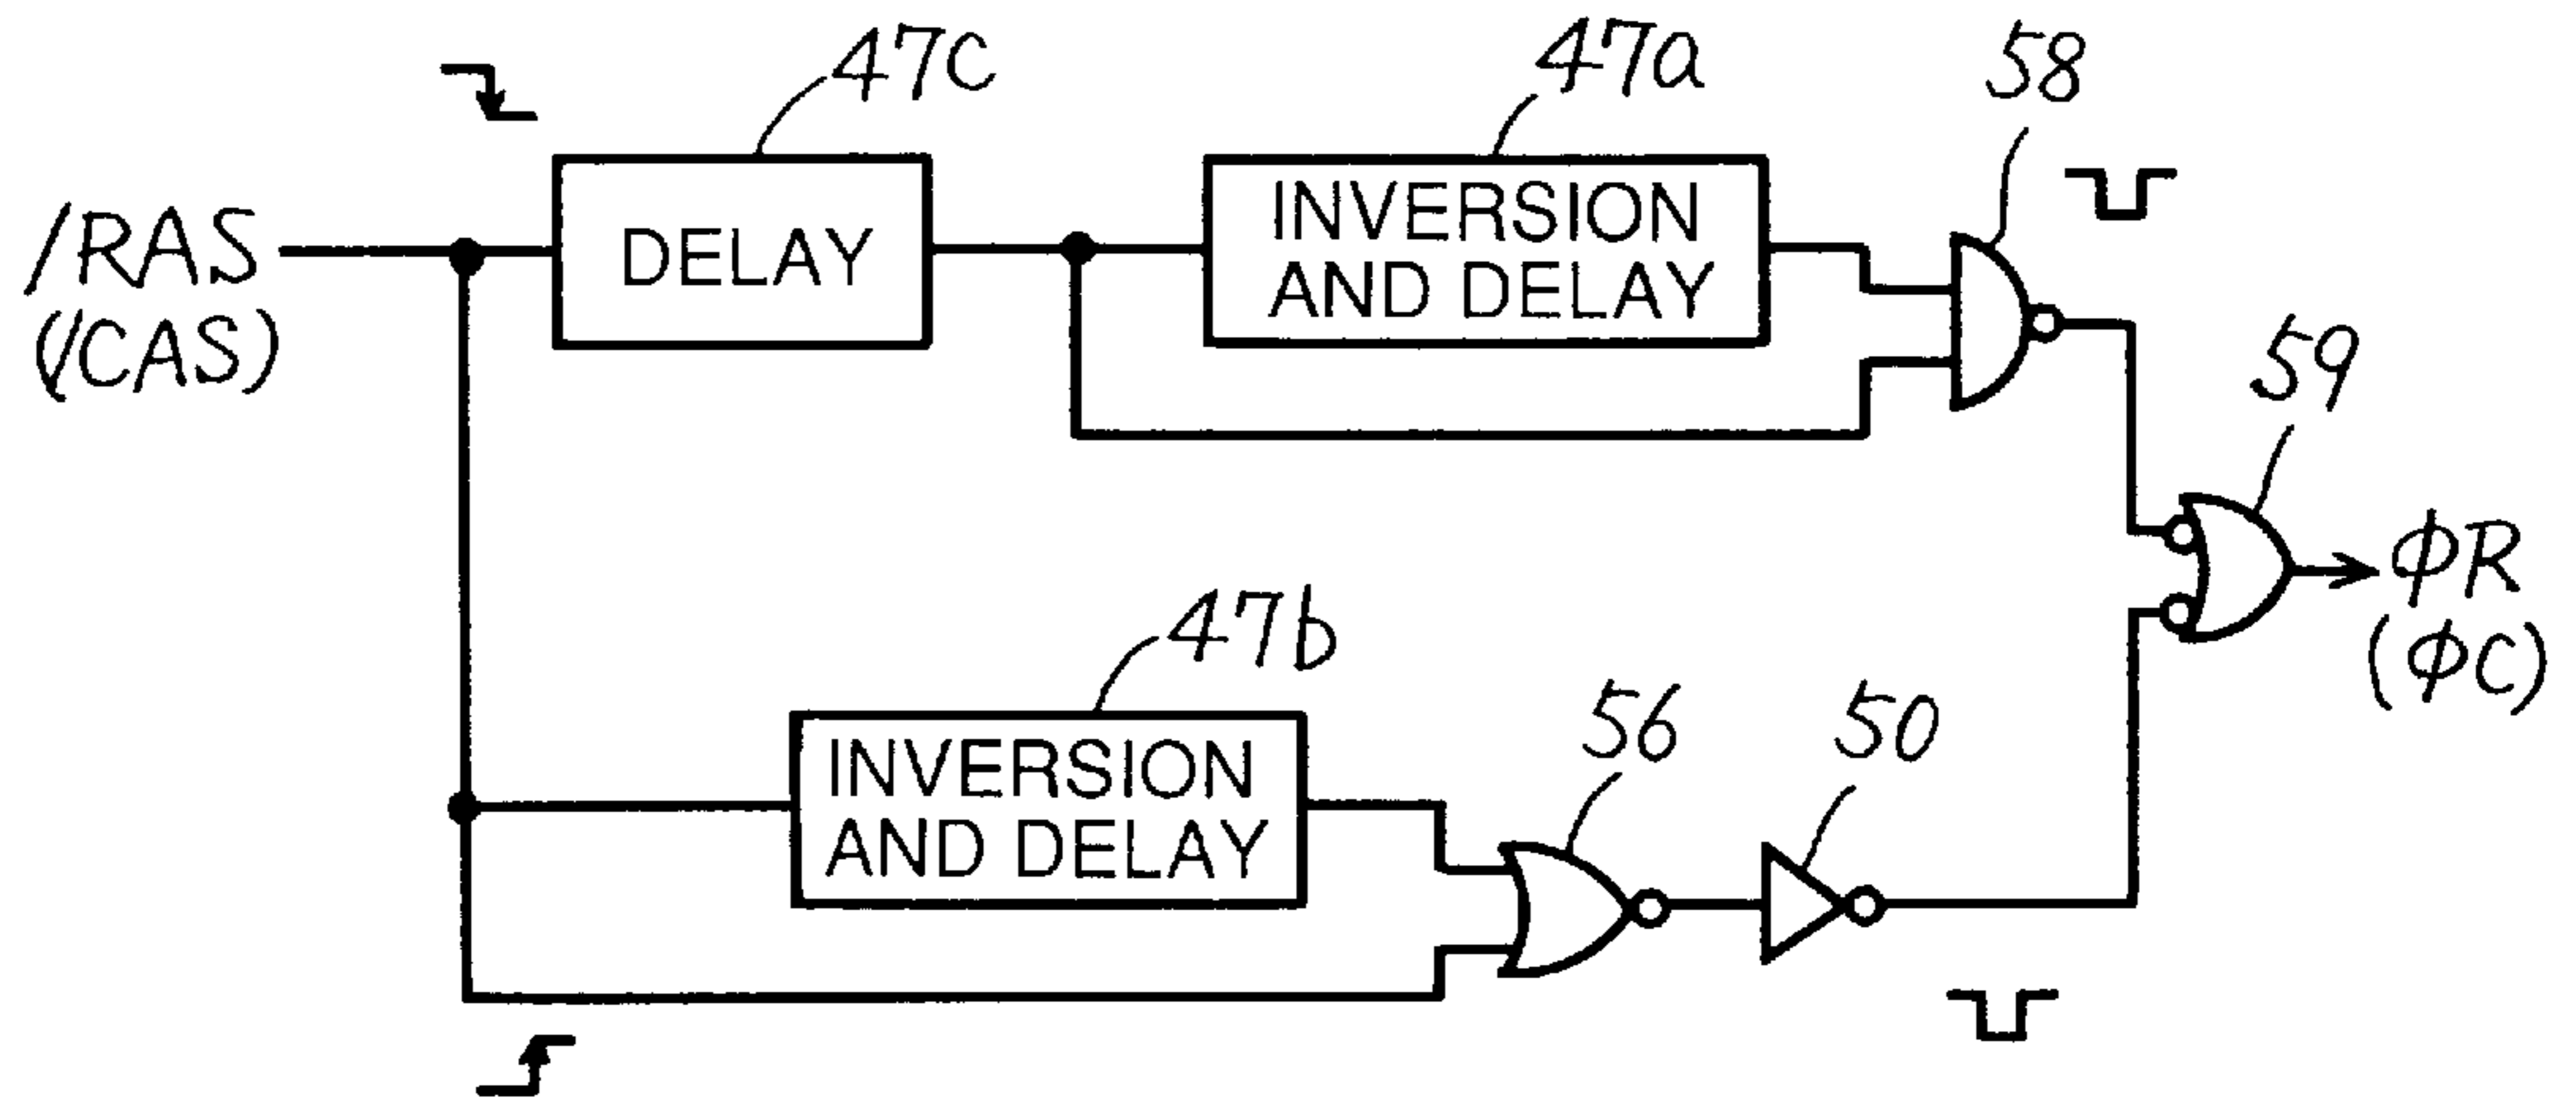 47C
47a
58
/RAS
(/CAS)
DELAY
INVERSION
AND DELAY
59
φR
(φC)
47b
INVERSION
AND DELAY
56
50